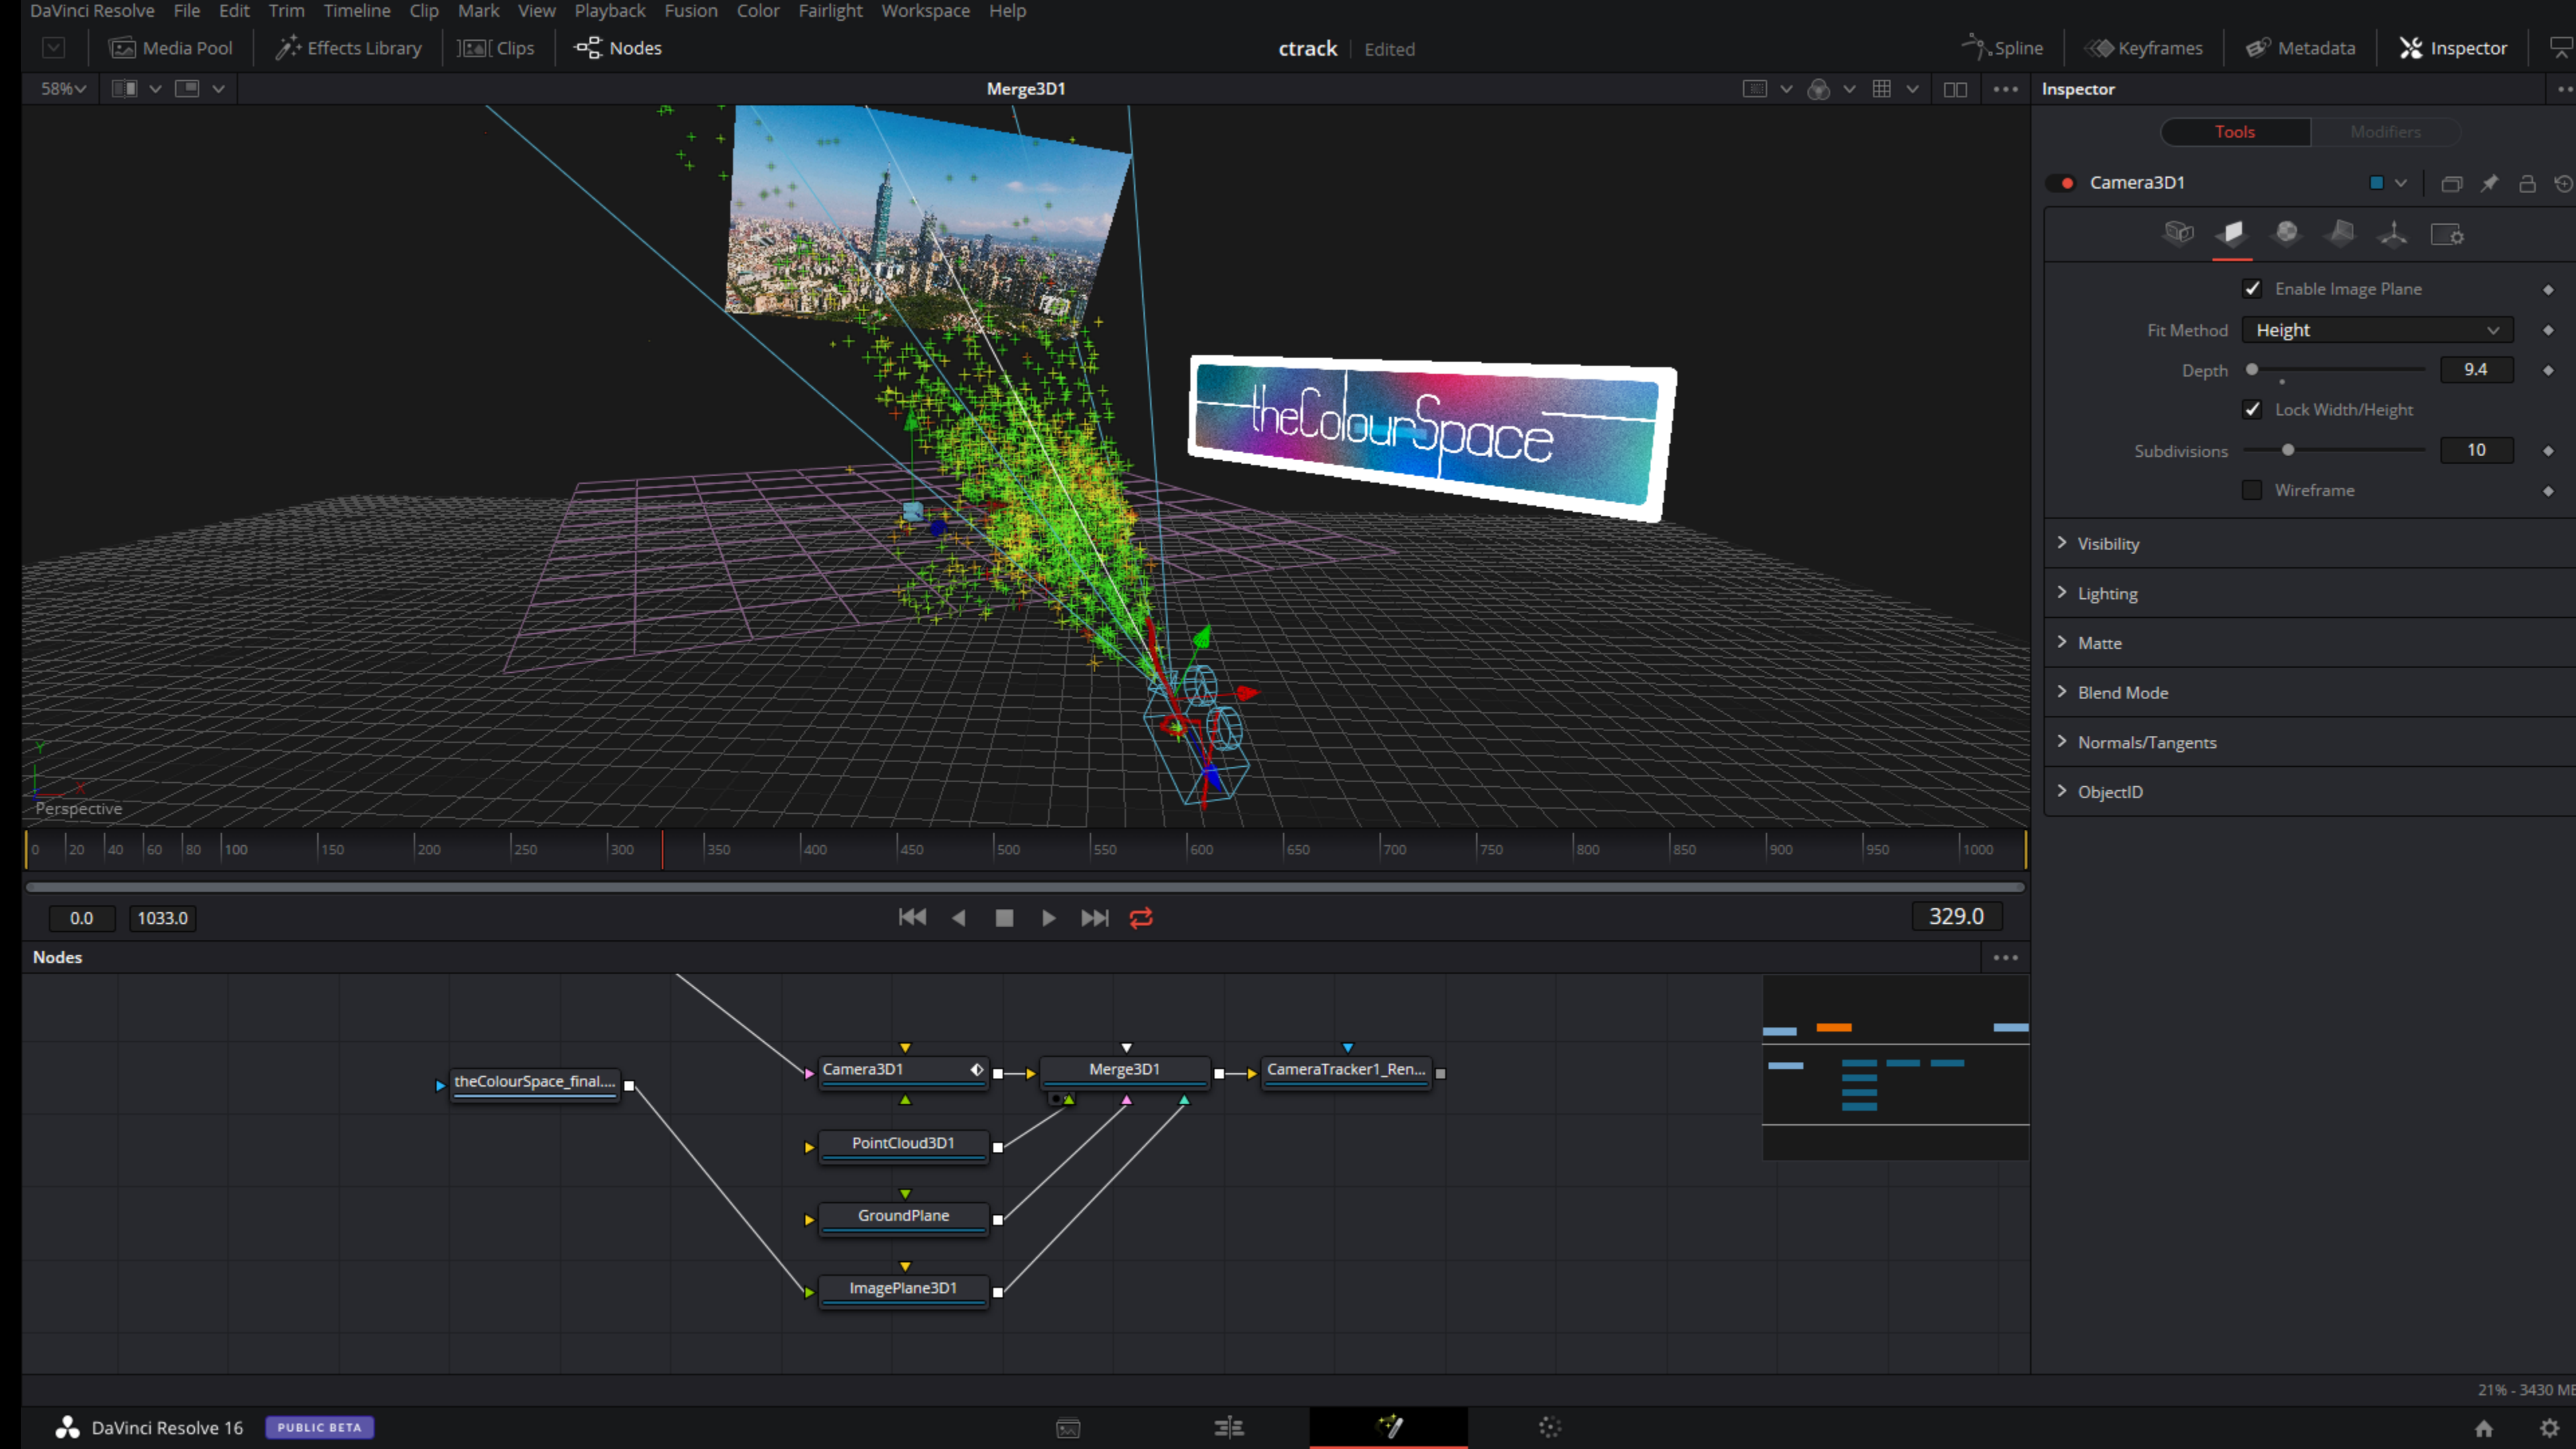 DaVinci Resolve File Edit Trim Timeline Clip Mark View Playback Fusion Color Fairlight Workspace Help
Media Pool Effects Library Clips Nodes ctrack Edited Spline Keyframes Metadata Inspector
58% Merge3D1 Inspector
Tools Modifiers
Camera3D1
Enable Image Plane
Fit Method Height
Depth 9.4
Lock Width/Height
Subdivisions 10
Wireframe
Visibility
Lighting
Matte
Blend Mode
Normals/Tangents
ObjectID
theColourSpace
Y
X
Perspective
0 20 40 60 80 100 150 200 250 300 350 400 450 500 550 600 650 700 750 800 850 900 950 1000
0.0 1033.0 329.0
Nodes
theColourSpace_final.... Camera3D1 Merge3D1 CameraTracker1_Ren...
PointCloud3D1
GroundPlane
ImagePlane3D1
21% - 3430 
DaVinci Resolve 16 PUBLIC BETA